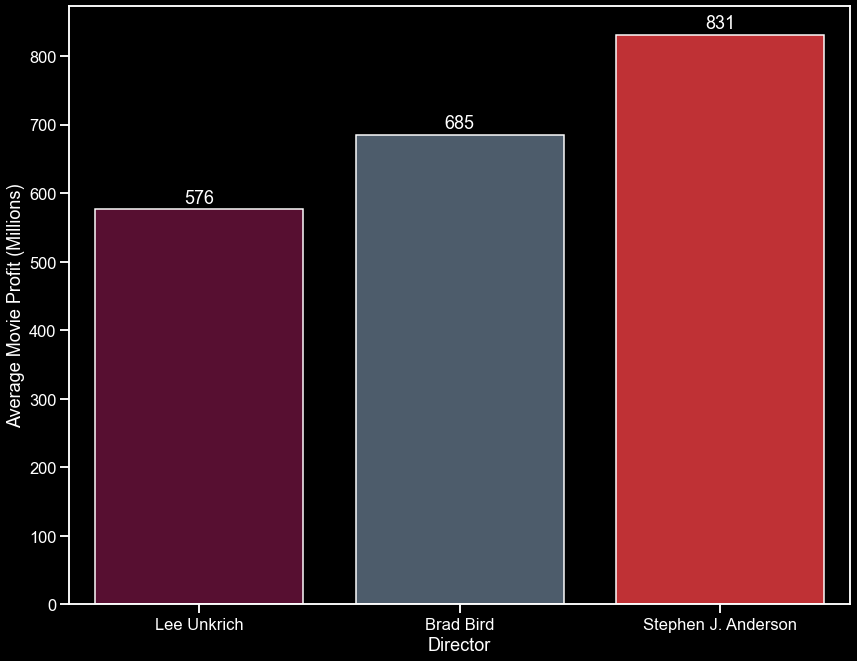 831
800
700
685
600
576
500
400
300
200
100
0
Average Movie Profit (Millions)
Lee Unkrich
Brad Bird
Stephen J. Anderson
Director